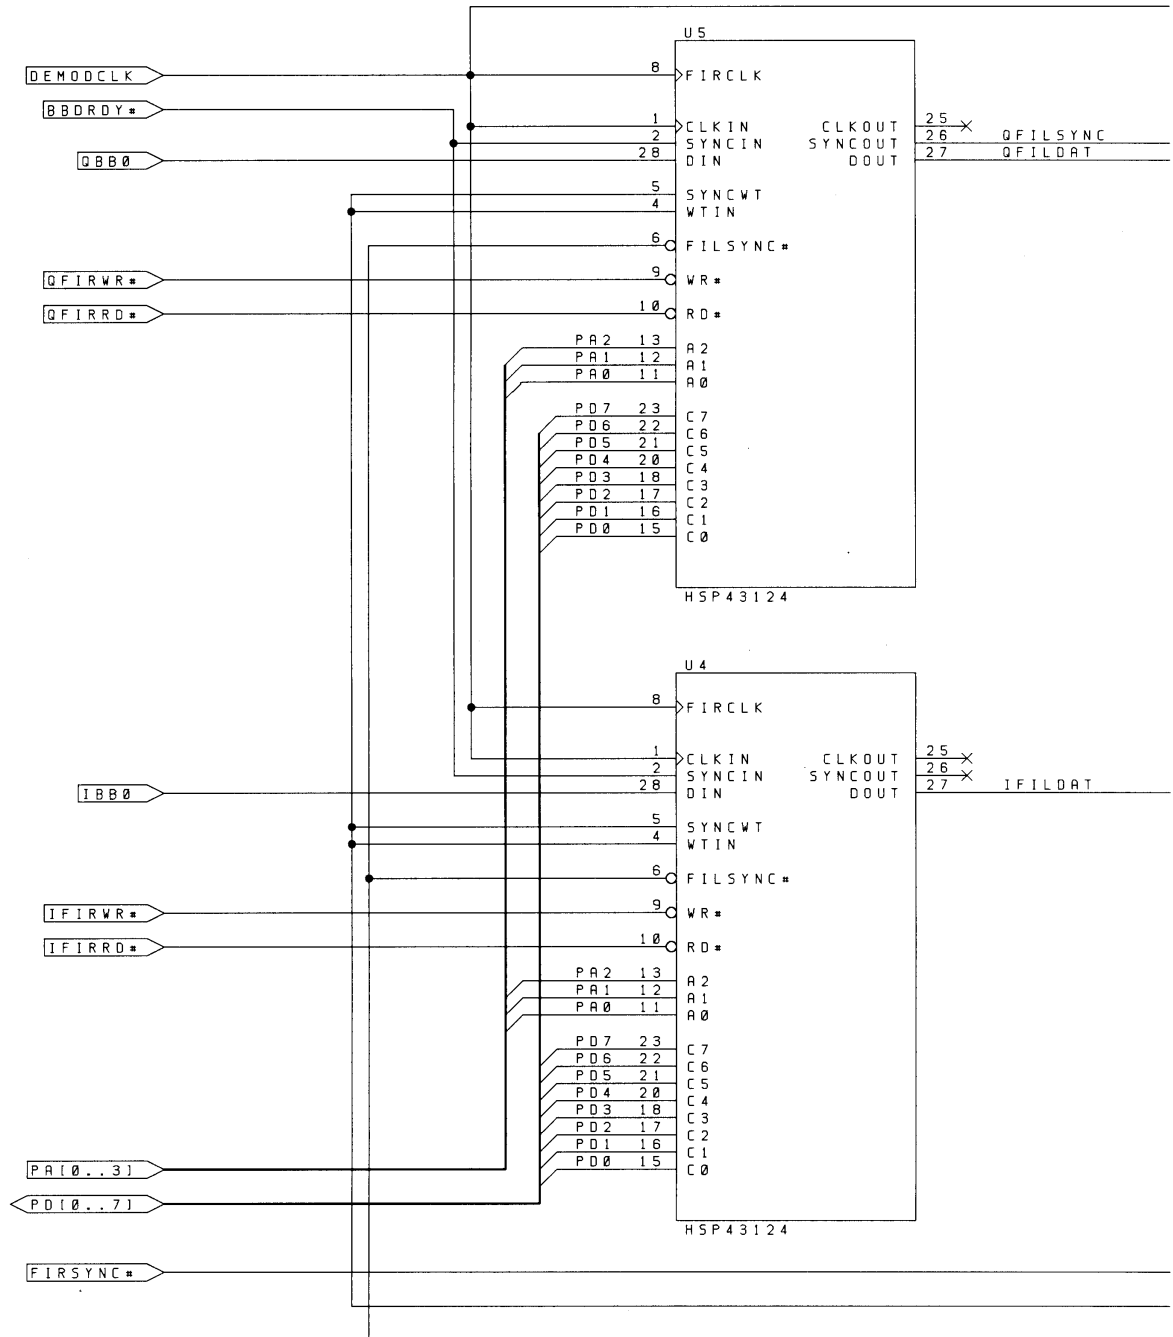 U5
DEMODCLK 8 FIRCLK
BBDRDY#
1 CLKIN CLKOUT 25
2 SYNCIN SYNCOUT 26 QFILSYNC
QBB0 28 DIN DOUT 27 QFILDAT
5 SYNCWT
4 WTIN
6 FILSYNC#
QFIRWR# 9 WR#
QFIRRD# 10 RD#
PA2 13 A2
PA1 12 A1
PA0 11 A0
PD7 23 C7
PD6 22 C6
PD5 21 C5
PD4 20 C4
PD3 18 C3
PD2 17 C2
PD1 16 C1
PD0 15 C0
HSP43124
U4
8 FIRCLK
1 CLKIN CLKOUT 25
2 SYNCIN SYNCOUT 26
IBB0 28 DIN DOUT 27 IFILDAT
5 SYNCWT
4 WTIN
6 FILSYNC#
IFIRWR# 9 WR#
IFIRRD# 10 RD#
PA2 13 A2
PA1 12 A1
PA0 11 A0
PD7 23 C7
PD6 22 C6
PD5 21 C5
PD4 20 C4
PD3 18 C3
PD2 17 C2
PD1 16 C1
PA[0..3] PD0 15 C0
PD[0..7]
HSP43124
FIRSYNC#